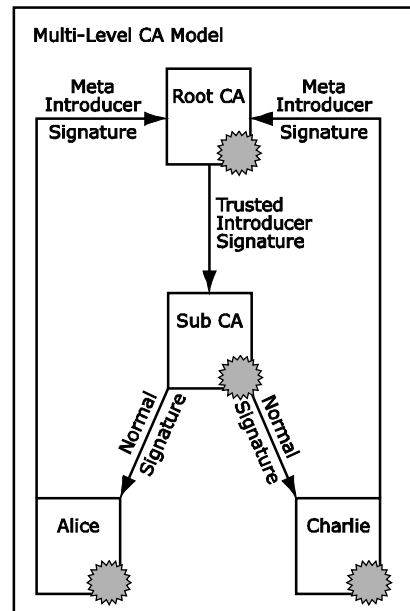 Multi-Level CA Model
Meta
Introducer
Signature
Root CA
Meta
Introducer
Signature
Trusted
Introducer
Signature
Sub CA
Normal
Signature
Normal
Signature
Alice
Charlie